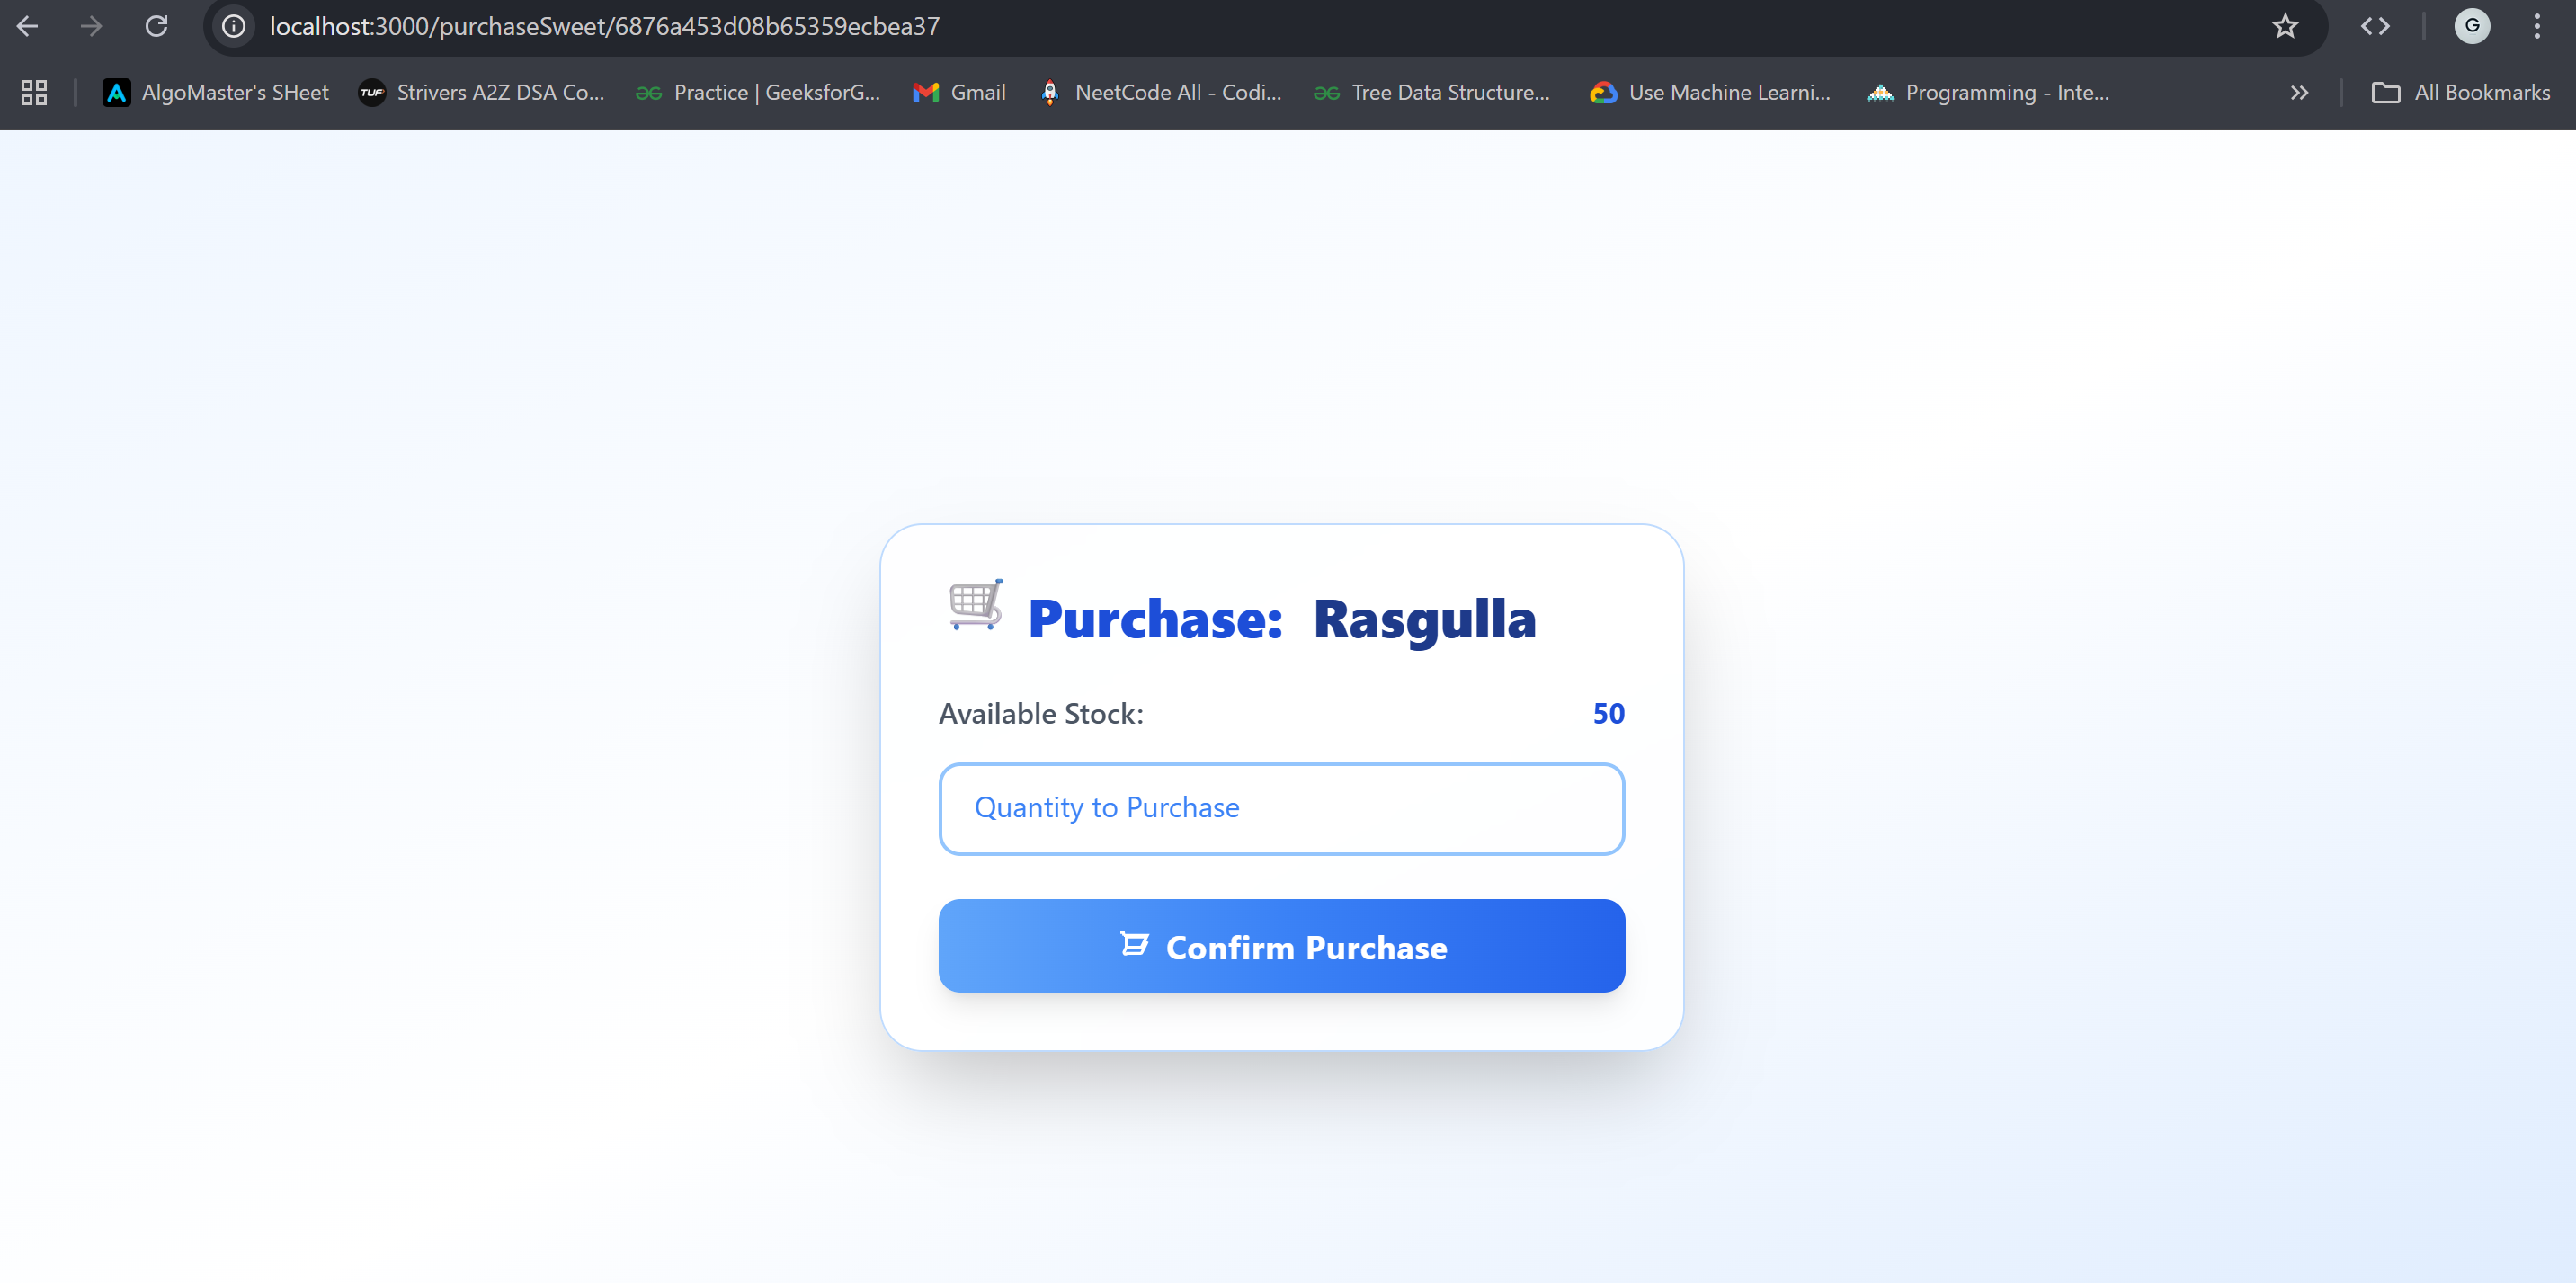 localhost:3000/purchaseSweet/6876a453d08b65359ecbea37
G
AlgoMaster's SHeet
TUF
Strivers A2Z DSA Co...
Practice | GeeksforG...
Gmail
NeetCode All - Codi...
Tree Data Structure...
Use Machine Learni...
Programming - Inte...
All Bookmarks
Purchase: Rasgulla
Available Stock: 50
Quantity to Purchase
Confirm Purchase